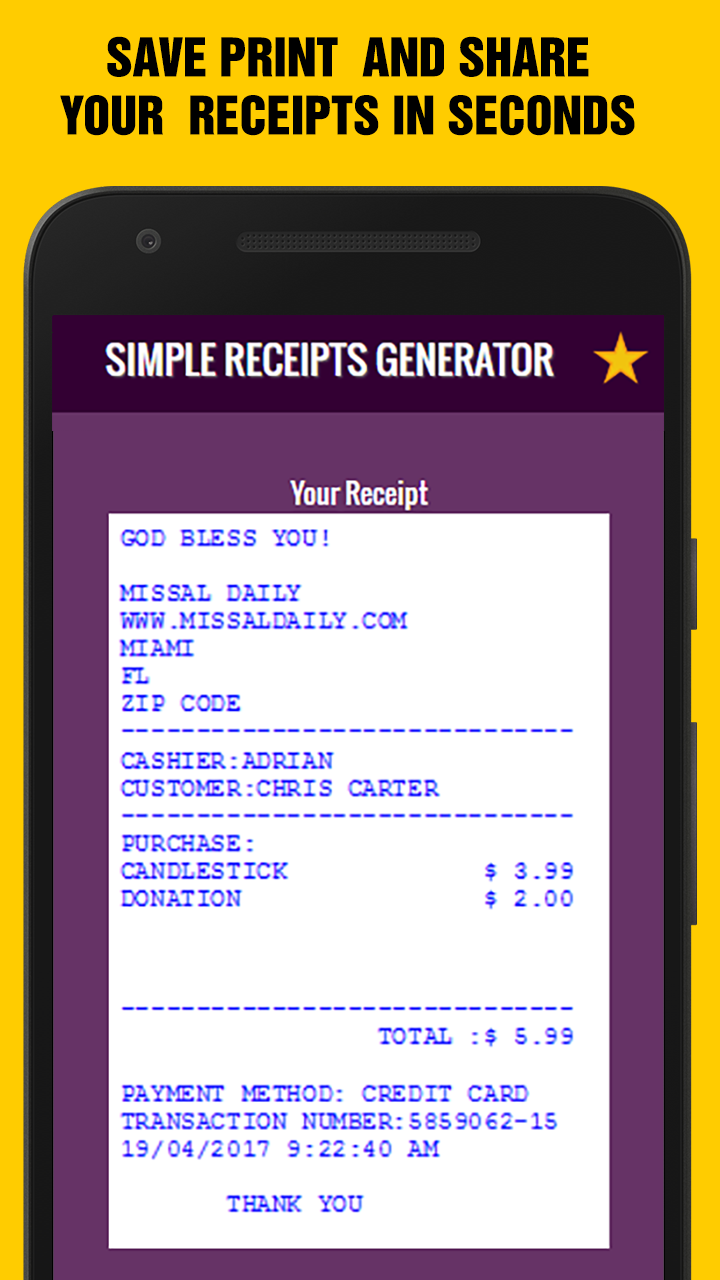 SAVE PRINT AND SHARE
YOUR RECEIPTS IN SECONDS
SIMPLE RECEIPTS GENERATOR
Your Receipt
GOD BLESS YOU!
MISSAL DAILY
WWW.MISSALDAILY.COM
MIAMI
FL
ZIP CODE
------------------------------
CASHIER:ADRIAN
CUSTOMER:CHRIS CARTER
------------------------------
PURCHASE:
CANDLESTICK $ 3.99
DONATION $ 2.00
------------------------------
TOTAL :$ 5.99
PAYMENT METHOD: CREDIT CARD
TRANSACTION NUMBER:5859062-15
19/04/2017 9:22:40 AM
THANK YOU